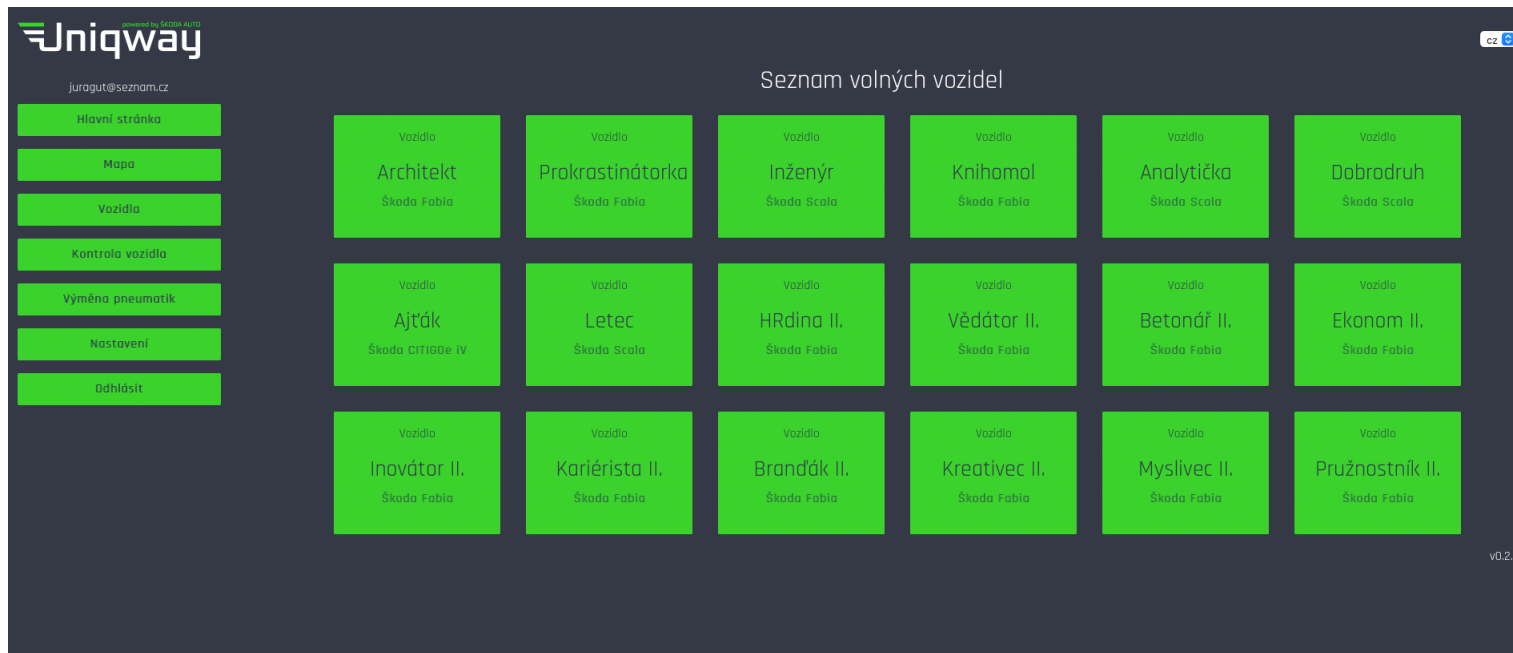 powered by ŠKODA AUTO
Uniqway
cz
juragut@seznam.cz
Hlavní stránka
Mapa
Vozidla
Kontrola vozidla
Výměna pneumatik
Nastavení
Odhlásit
Seznam volných vozidel
Vozidlo
Architekt
Škoda Fabia
Vozidlo
Prokrastinátorka
Škoda Fabia
Vozidlo
Inženýr
Škoda Scala
Vozidlo
Knihomol
Škoda Fabia
Vozidlo
Analytička
Škoda Scala
Vozidlo
Dobrodruh
Škoda Scala
Vozidlo
Ajťák
Škoda CITIGOe iV
Vozidlo
Letec
Škoda Scala
Vozidlo
HRdina II.
Škoda Fabia
Vozidlo
Vědátor II.
Škoda Fabia
Vozidlo
Betonář II.
Škoda Fabia
Vozidlo
Ekonom II.
Škoda Fabia
Vozidlo
Inovátor II.
Škoda Fabia
Vozidlo
Kariérista II.
Škoda Fabia
Vozidlo
Branďák II.
Škoda Fabia
Vozidlo
Kreativec II.
Škoda Fabia
Vozidlo
Myslivec II.
Škoda Fabia
Vozidlo
Pružnostník II.
Škoda Fabia
v0.2.